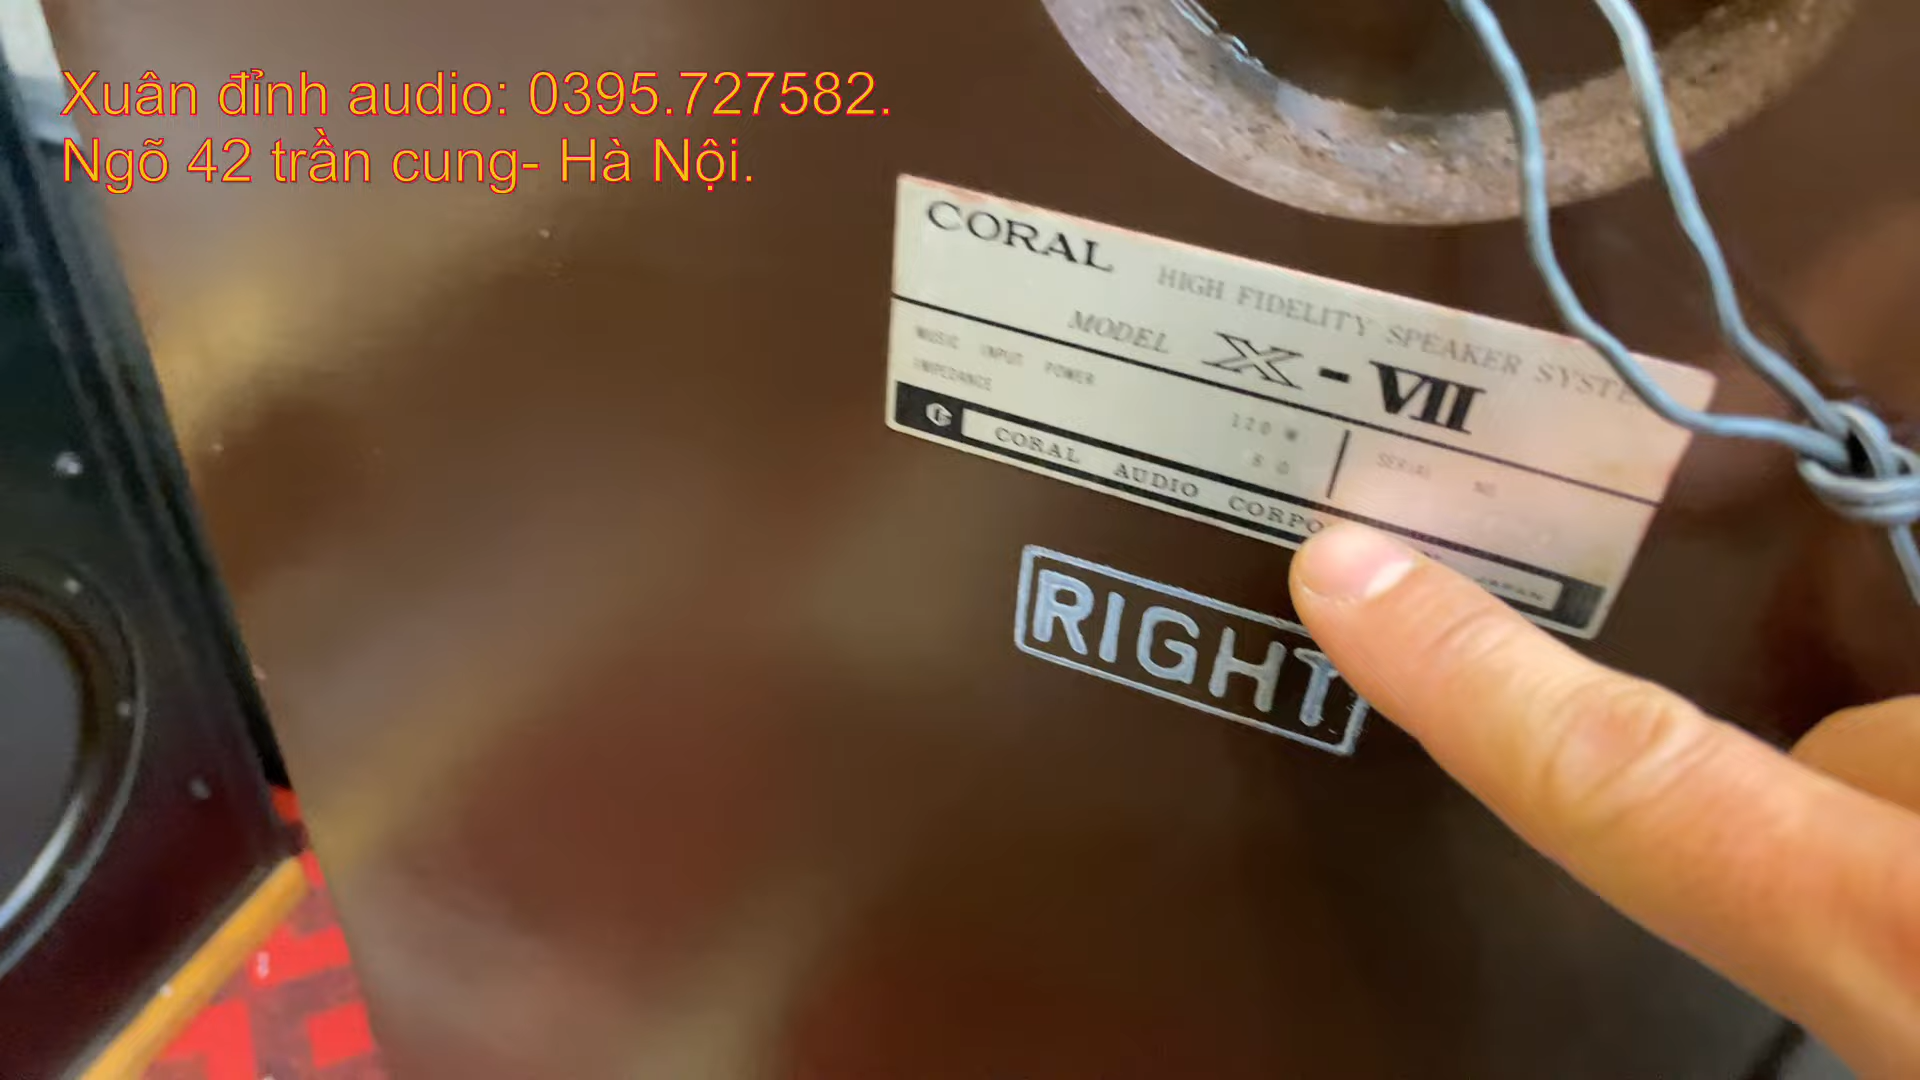 Xuân đỉnh audio: 0395.727582.
Ngõ 42 trần cung- Hà Nội.
CORAL HIGH FIDELITY SPEAKER SYSTE
MODEL X-VII
MUSIC INPUT POWER 120 W
IMPEDANCE 8 Ω
SERIAL NO
CORAL AUDIO CORPO JAPAN
RIGHT